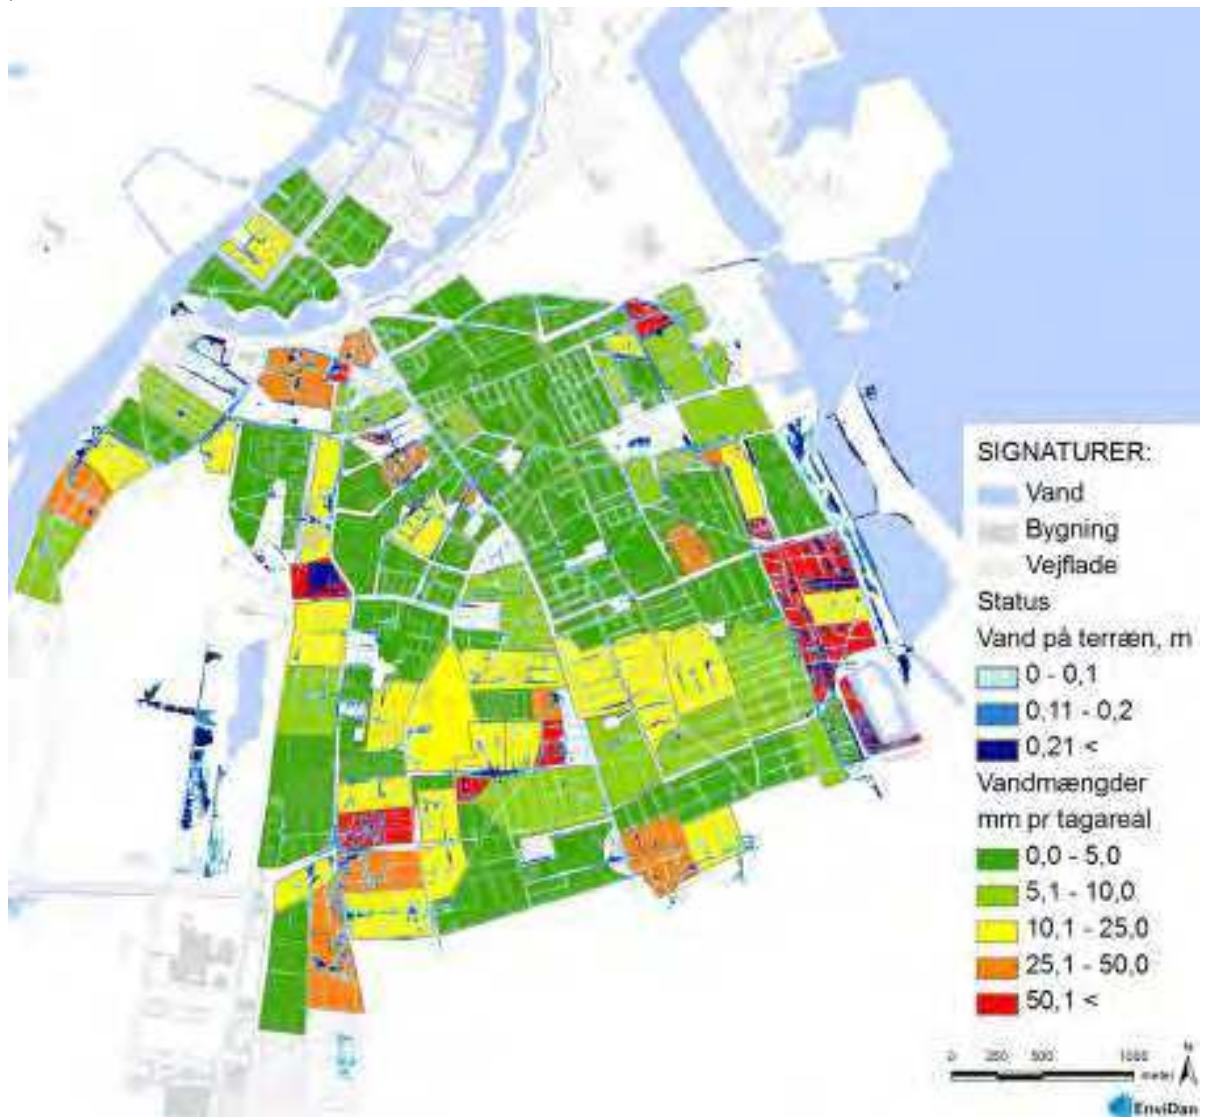 SIGNATURER:
Vand
Bygning
Vejflade
Status
Vand på terræn, m
0 - 0,1
0,11 - 0,2
0,21 <
Vandmængder
mm pr tagareal
0,0 - 5,0
5,1 - 10,0
10,1 - 25,0
25,1 - 50,0
50,1 <
0 250 500 1000
meter
N
EnviDan